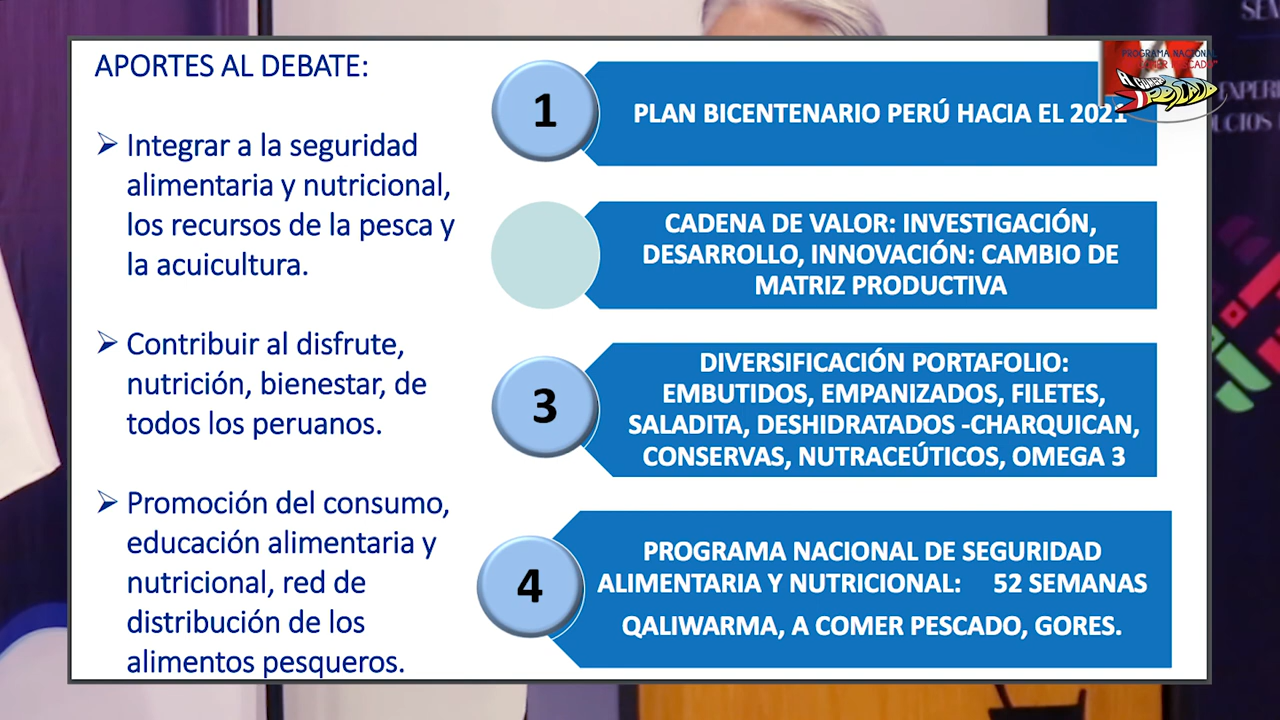 APORTES AL DEBATE:
Integrar a la seguridad
alimentaria y nutricional,
los recursos de la pesca y
la acuicultura.
Contribuir al disfrute,
nutrición, bienestar, de
todos los peruanos.
Promoción del consumo,
educación alimentaria y
nutricional, red de
distribución de los
alimentos pesqueros.
1
PLAN BICENTENARIO PERÚ HACIA EL 2021
CADENA DE VALOR: INVESTIGACIÓN,
DESARROLLO, INNOVACIÓN: CAMBIO DE
MATRIZ PRODUCTIVA
3
DIVERSIFICACIÓN PORTAFOLIO:
EMBUTIDOS, EMPANIZADOS, FILETES,
SALADITA, DESHIDRATADOS -CHARQUICAN,
CONSERVAS, NUTRACEÚTICOS, OMEGA 3
4
PROGRAMA NACIONAL DE SEGURIDAD
ALIMENTARIA Y NUTRICIONAL: 52 SEMANAS
QALIWARMA, A COMER PESCADO, GORES.
PROGRAMA NACIONAL
A COMER PESCADO